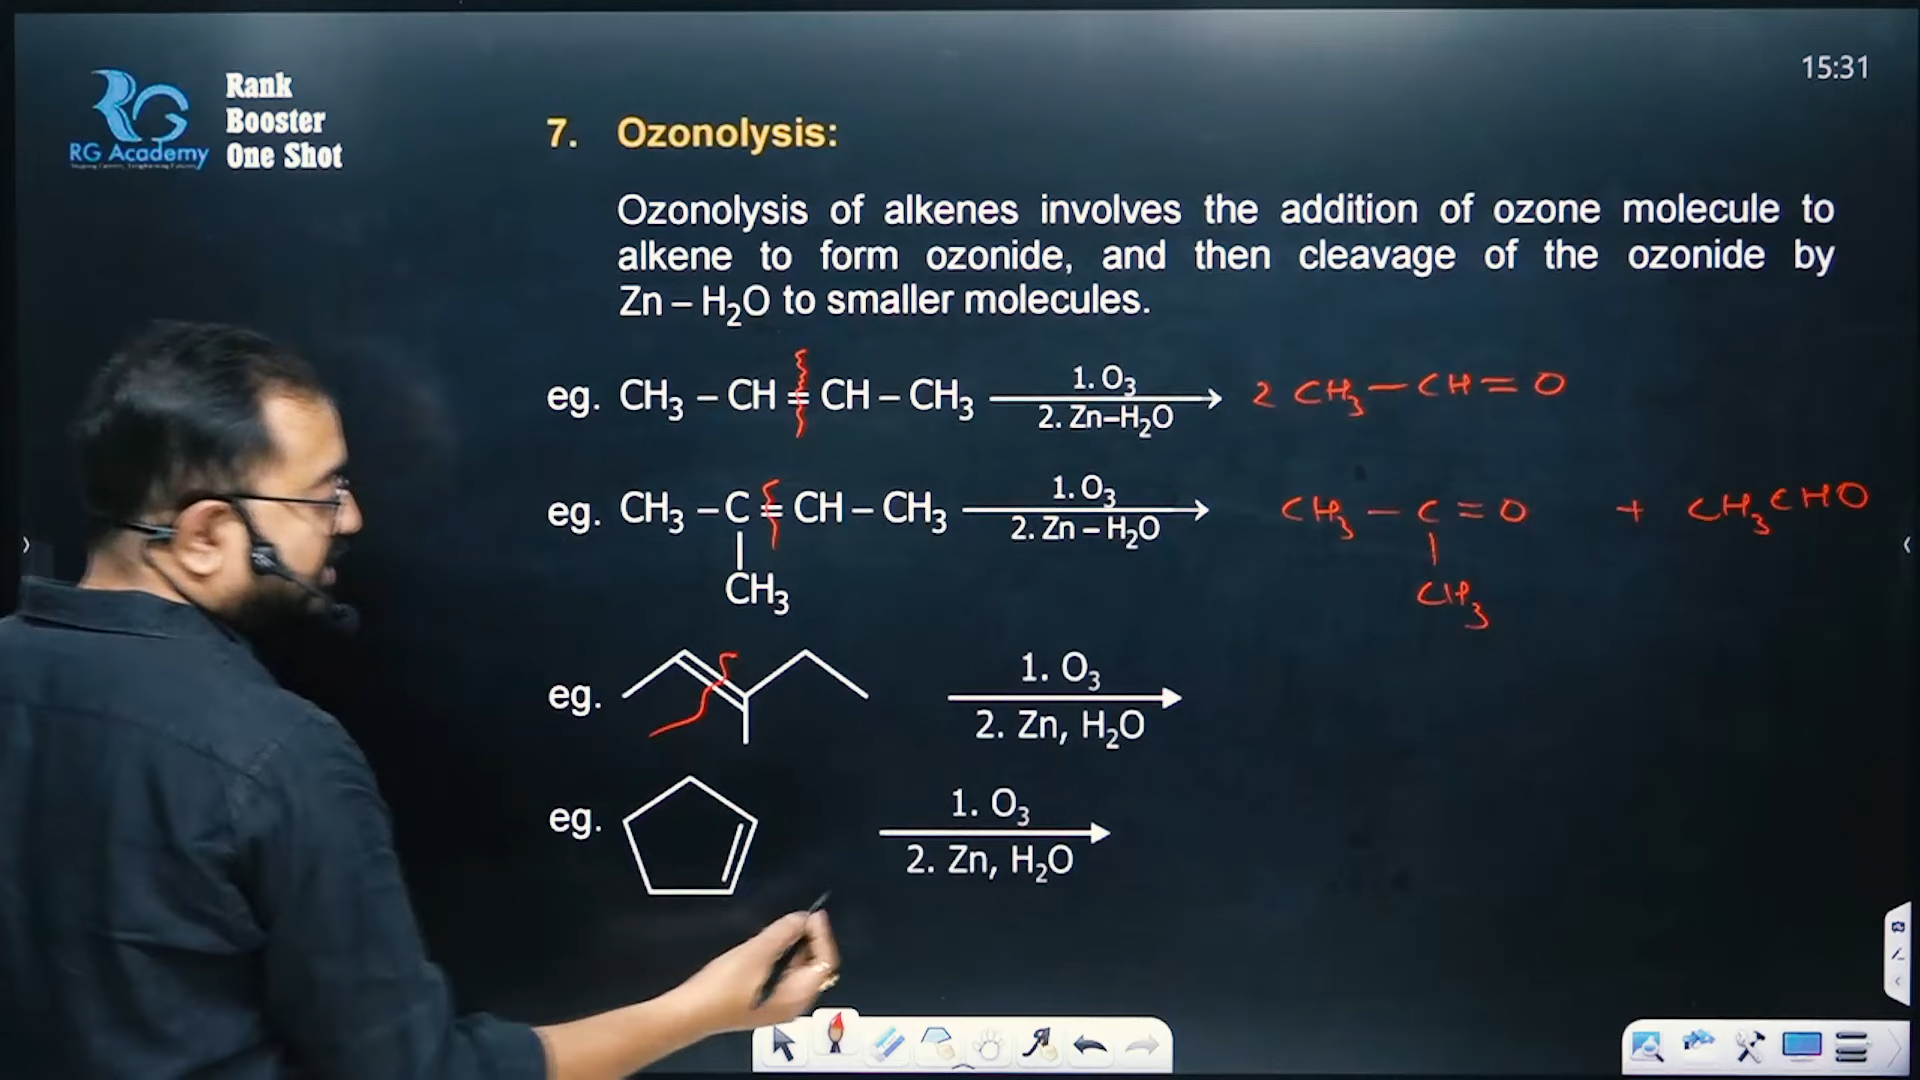 15:31
RG Academy
Rank
Booster
One Shot
7. Ozonolysis:
Ozonolysis of alkenes involves the addition of ozone molecule to
alkene to form ozonide, and then cleavage of the ozonide by
Zn – H₂O to smaller molecules.
eg. CH₃ – CH = CH – CH₃ 1. O₃ 2. Zn–H₂O 2 CH₃ – CH = O
eg. CH₃ – C = CH – CH₃ 1. O₃ 2. Zn – H₂O CH₃ – C = O + CH₃CHO
CH₃ CH₃
eg. 1. O₃
2. Zn, H₂O
eg. 1. O₃
2. Zn, H₂O